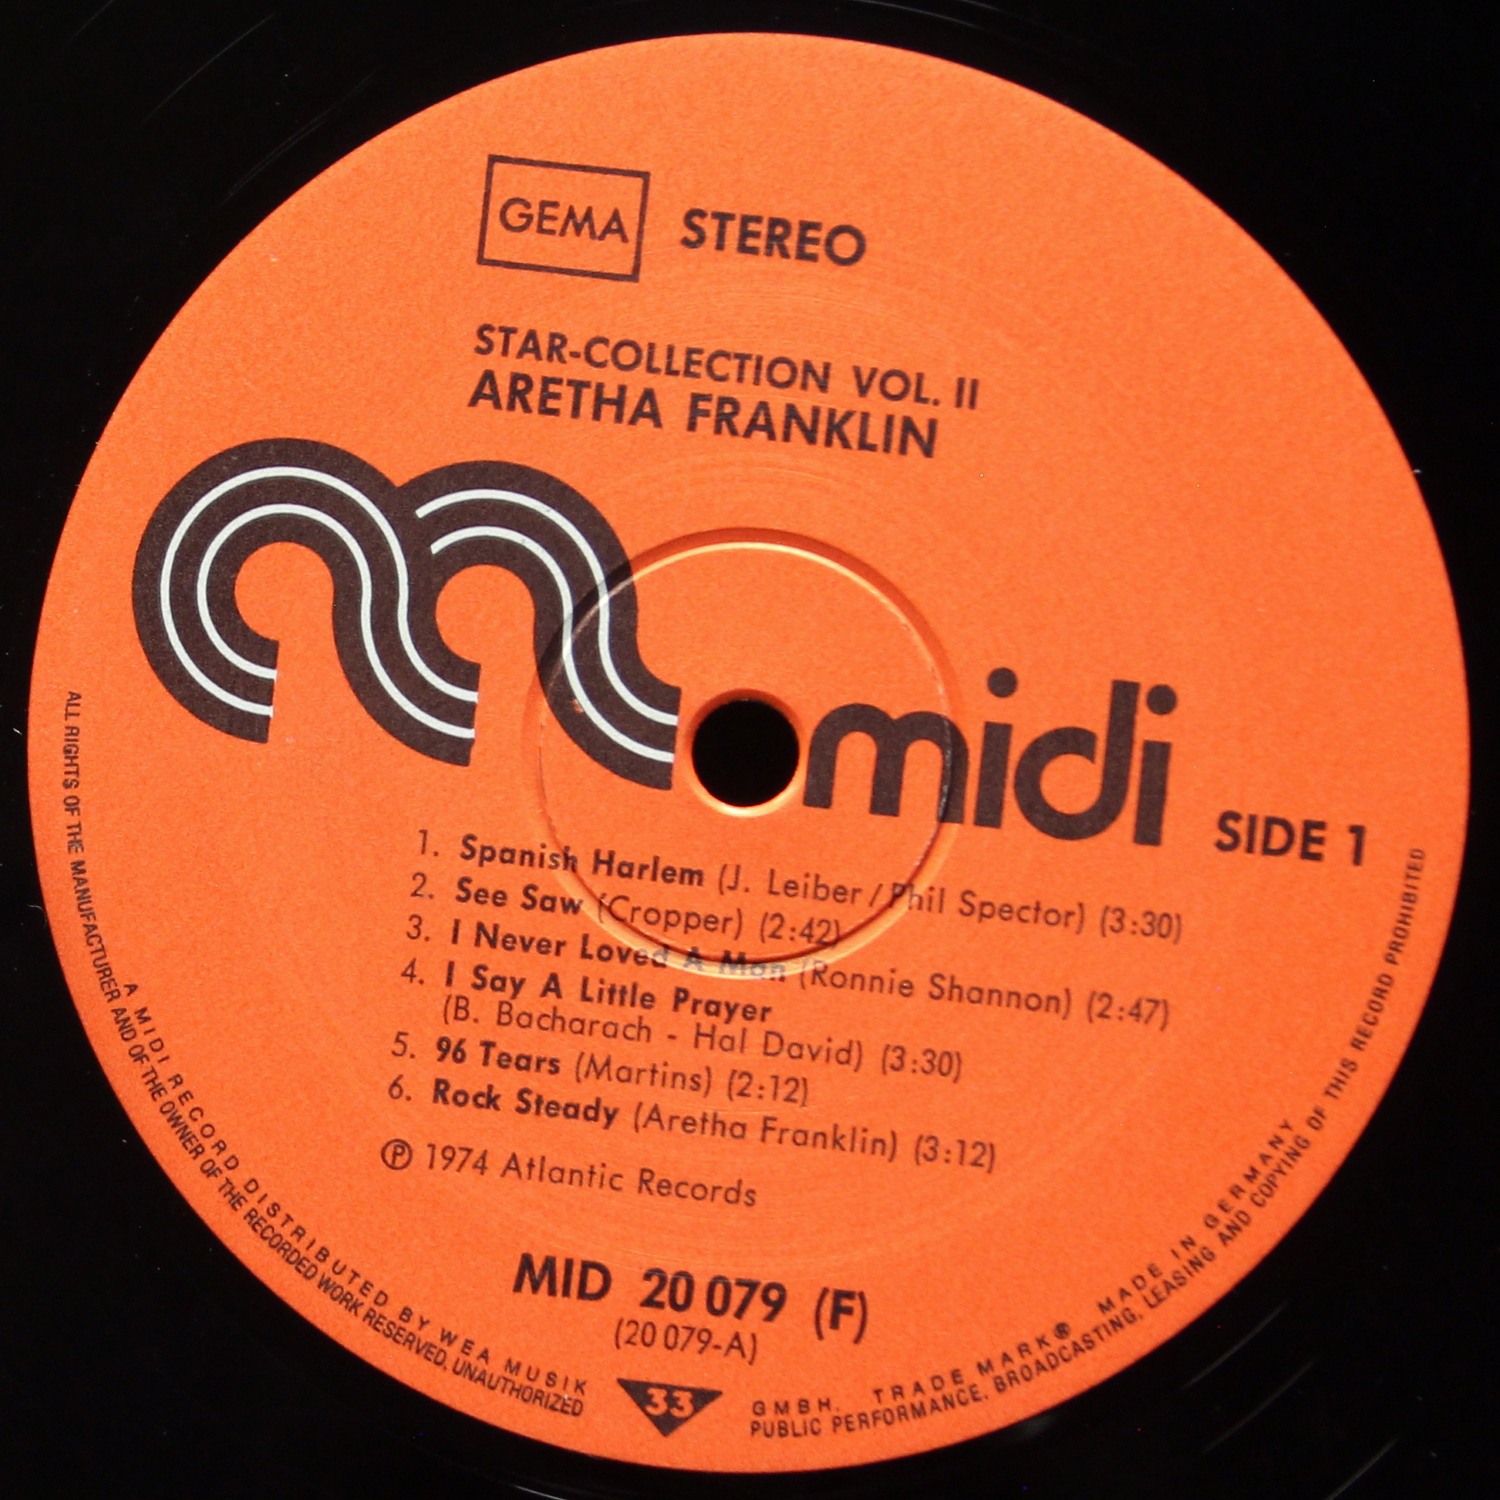 GEMA STEREO
STAR-COLLECTION VOL. II
ARETHA FRANKLIN
midi
SIDE 1
1. Spanish Harlem (J. Leiber / Phil Spector) (3:30)
2. See Saw (Cropper) (2:42)
3. I Never Loved A Man (Ronnie Shannon) (2:47)
4. I Say A Little Prayer
(B. Bacharach - Hal David) (3:30)
5. 96 Tears (Martins) (2:12)
6. Rock Steady (Aretha Franklin) (3:12)
℗ 1974 Atlantic Records
MID 20 079 (F)
(20 079-A)
33
A MIDI RECORD DISTRIBUTED BY WEA MUSIK GMBH. TRADE MARK® MADE IN GERMANY
ALL RIGHTS OF THE MANUFACTURER AND OF THE OWNER OF THE RECORDED WORK RESERVED. UNAUTHORIZED PUBLIC PERFORMANCE. BROADCASTING, LEASING AND COPYING OF THIS RECORD PROHIBITED